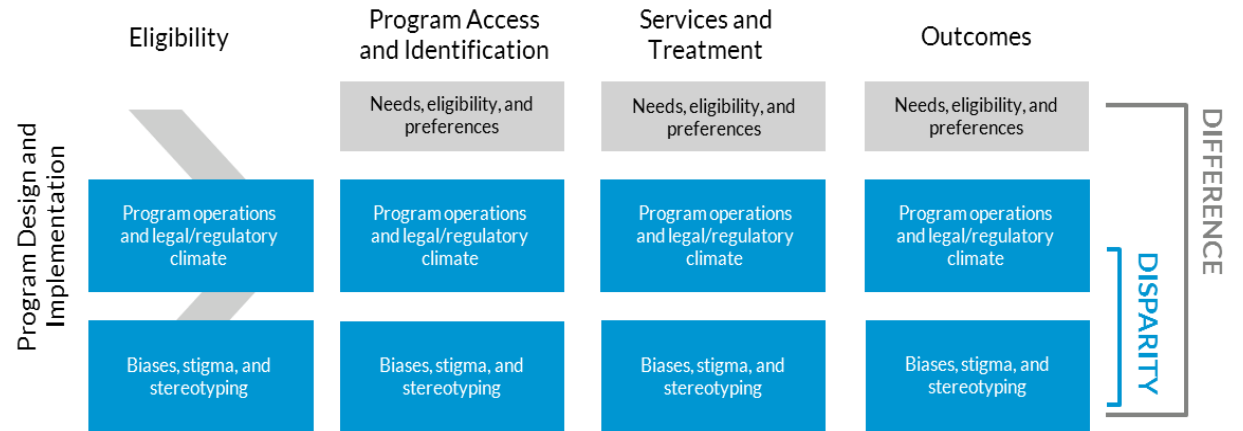 Eligibility
Program Access
and Identification
Services and
Treatment
Outcomes
Program Design and
Implementation
Needs, eligibility, and
preferences
Needs, eligibility, and
preferences
Needs, eligibility, and
preferences
Program operations
and legal/regulatory
climate
Program operations
and legal/regulatory
climate
Program operations
and legal/regulatory
climate
Program operations
and legal/regulatory
climate
Biases, stigma, and
stereotyping
Biases, stigma, and
stereotyping
Biases, stigma, and
stereotyping
Biases, stigma, and
stereotyping
DISPARITY
DIFFERENCE